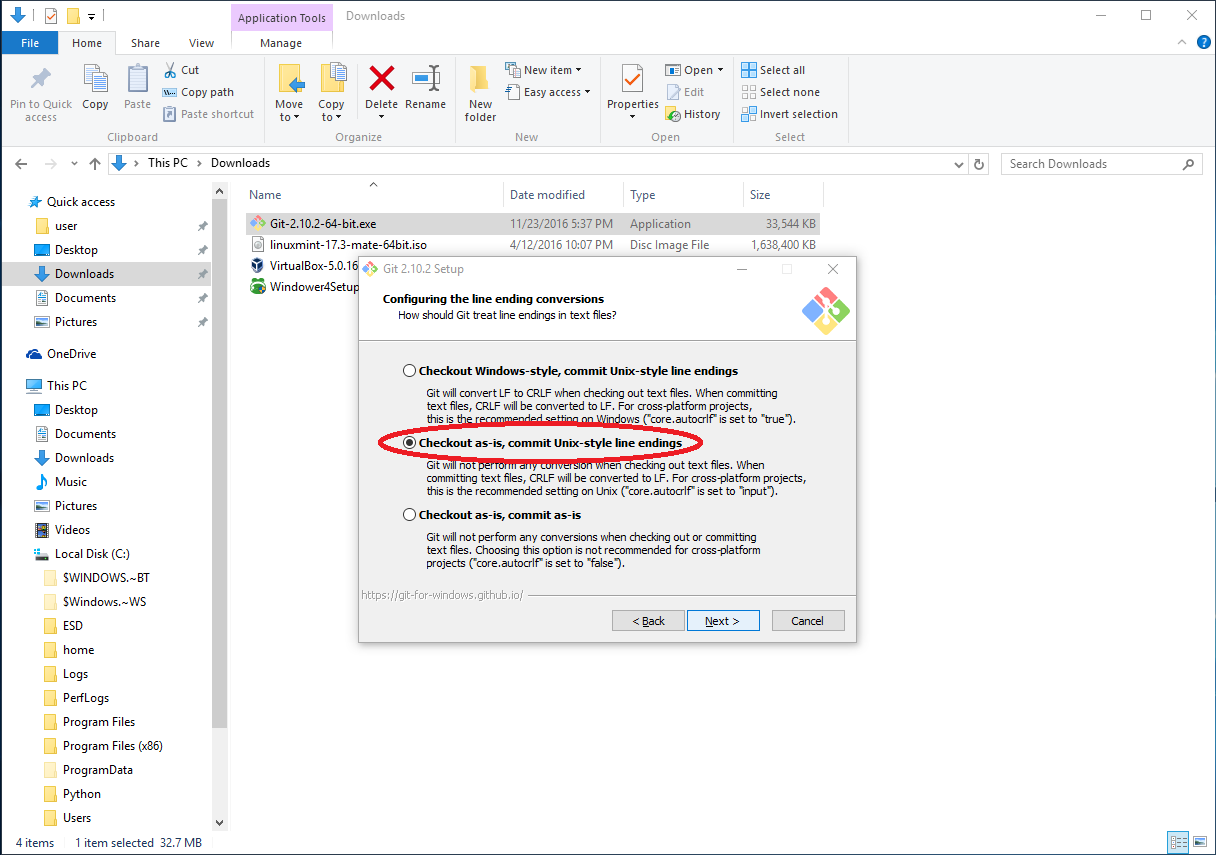 Application Tools
Downloads
File
Home
Share
View
Manage
Pin to Quick access
Copy
Paste
Cut
Copy path
Paste shortcut
Clipboard
Move to
Copy to
Delete
Rename
Organize
New folder
New item
Easy access
New
Properties
Open
Edit
History
Open
Select all
Select none
Invert selection
Select
This PC
Downloads
Search Downloads
Quick access
user
Desktop
Downloads
Documents
Pictures
OneDrive
This PC
Desktop
Documents
Downloads
Music
Pictures
Videos
Local Disk (C:)
$WINDOWS.~BT
$Windows.~WS
ESD
home
Logs
PerfLogs
Program Files
Program Files (x86)
ProgramData
Python
Users
Name Date modified Type Size
Git-2.10.2-64-bit.exe 11/23/2016 5:37 PM Application 33,544 KB
linuxmint-17.3-mate-64bit.iso 4/12/2016 10:07 PM Disc Image File 1,638,400 KB
VirtualBox-5.0.16
Windower4Setup
Git 2.10.2 Setup
Configuring the line ending conversions
How should Git treat line endings in text files?
Checkout Windows-style, commit Unix-style line endings
Git will convert LF to CRLF when checking out text files. When committing
text files, CRLF will be converted to LF. For cross-platform projects,
this is the recommended setting on Windows ("core.autocrlf" is set to "true").
Checkout as-is, commit Unix-style line endings
Git will not perform any conversion when checking out text files. When
committing text files, CRLF will be converted to LF. For cross-platform projects,
this is the recommended setting on Unix ("core.autocrlf" is set to "input").
Checkout as-is, commit as-is
Git will not perform any conversions when checking out or committing
text files. Choosing this option is not recommended for cross-platform
projects ("core.autocrlf" is set to "false").
https://git-for-windows.github.io/
< Back
Next >
Cancel
4 items 1 item selected 32.7 MB